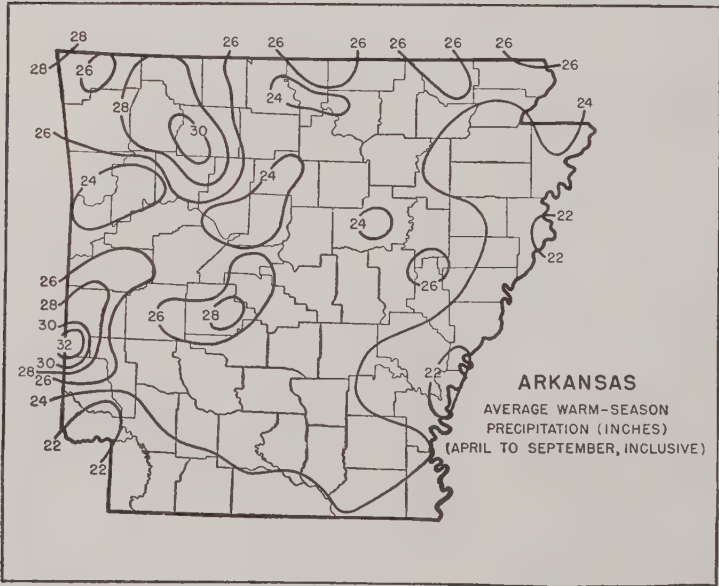 28 26 26 26 26 26 26
28 26 26
28 24 24
30
26
24 24
22
24
22
26 26
28
26 28
30
32
30
28
26 22
24
22
22
ARKANSAS
AVERAGE WARM-SEASON
PRECIPITATION (INCHES)
(APRIL TO SEPTEMBER, INCLUSIVE)